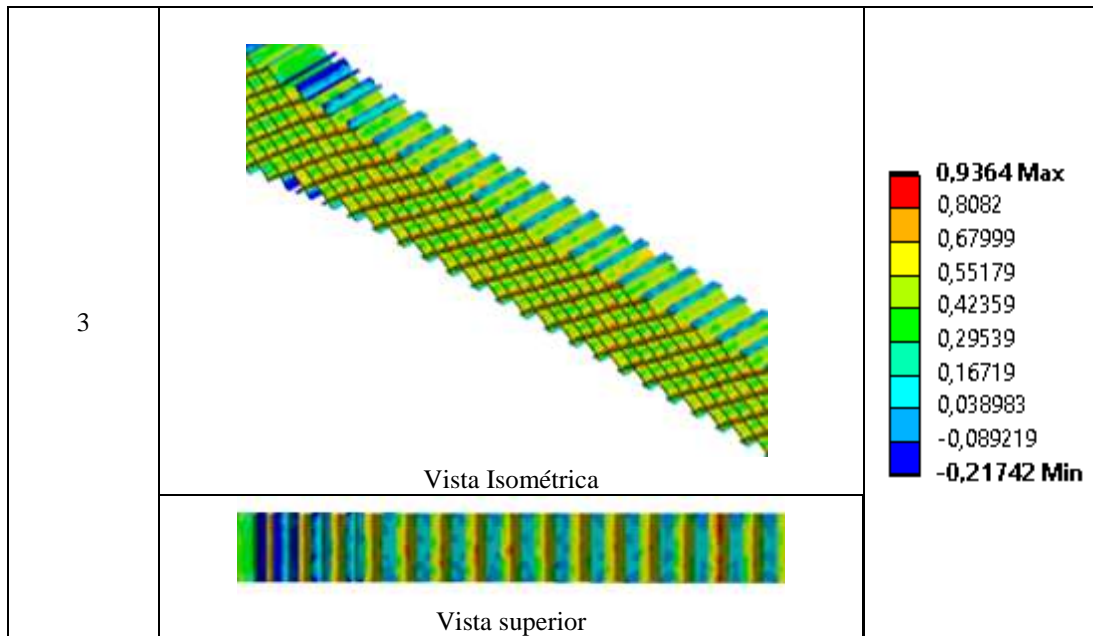 3
Vista Isométrica
Vista superior
0,9364 Max
0,8082
0,67999
0,55179
0,42359
0,29539
0,16719
0,038983
-0,089219
-0,21742 Min